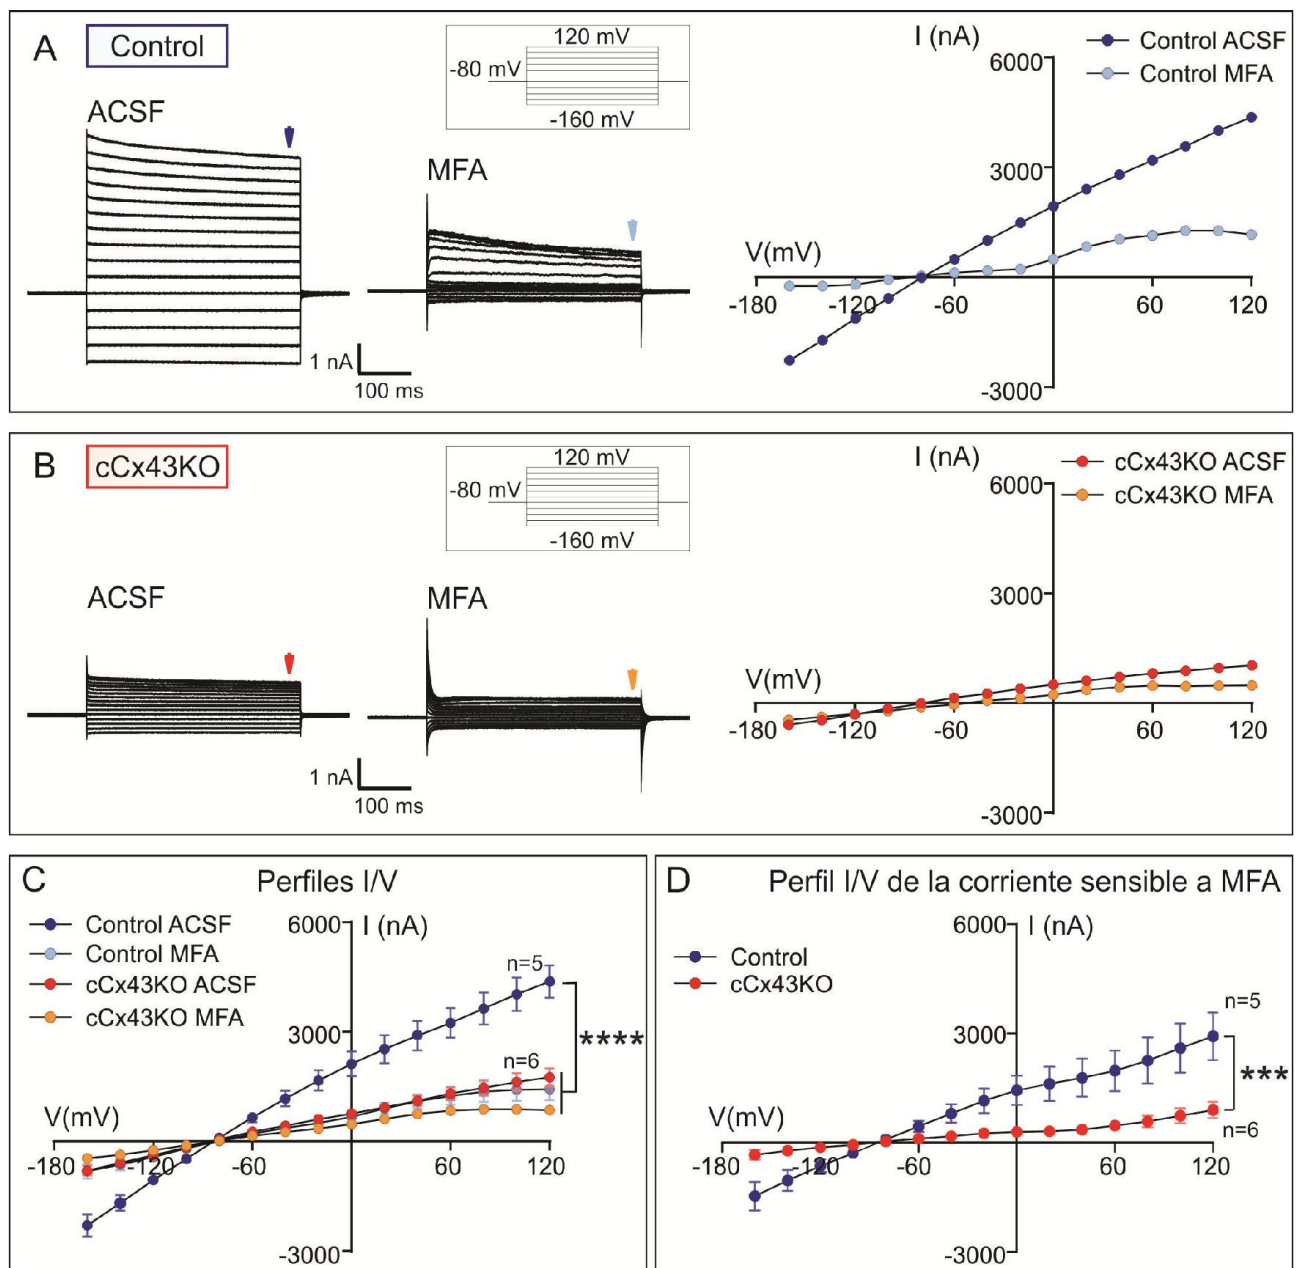 A
Control
120 mV
-80 mV
-160 mV
ACSF
MFA
1 nA
100 ms
I (nA)
6000
Control ACSF
Control MFA
3000
V(mV)
-180
-120
-60
60
120
-3000
B
cCx43KO
120 mV
-80 mV
-160 mV
ACSF
MFA
1 nA
100 ms
I (nA)
6000
cCx43KO ACSF
cCx43KO MFA
3000
V(mV)
-180
-120
-60
60
120
-3000
C
Perfiles I/V
Control ACSF
Control MFA
cCx43KO ACSF
cCx43KO MFA
6000
I (nA)
n=5
3000
****
n=6
V(mV)
-180
-120
-60
60
120
-3000
D
Perfil I/V de la corriente sensible a MFA
Control
cCx43KO
6000
I (nA)
n=5
3000
***
V(mV)
n=6
-180
-120
-60
60
120
-3000